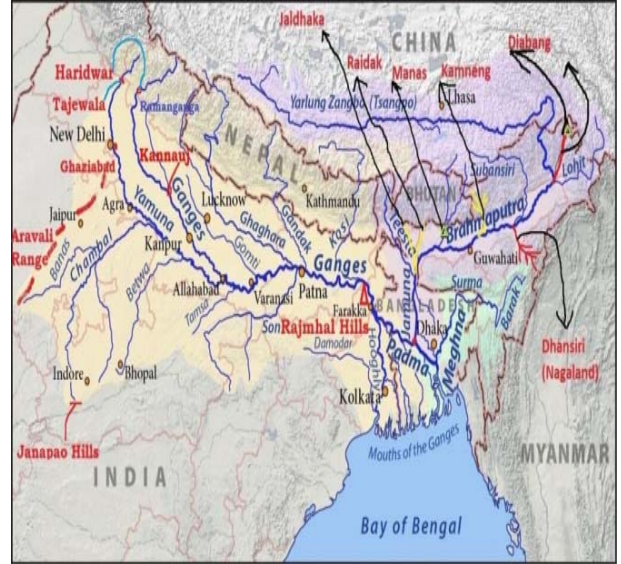 Jaldhaka
CHINA
Diabang
Raidak
Manas
Kamneng
Haridwar
Tajewala
Ramanganga
Yarlung Zangbo (Tsangpo)
Lhasa
New Delhi
NEPAL
Kannauj
Ghaziabad
Subansiri
Lohit
BHUTAN
Agra
Yamuna
Ganges
Lucknow
Kathmandu
Jaipur
Ghaghara
Gandak
Kosi
Teesta
Brahmaputra
Aravali
Range
Banas
Chambal
Kanpur
Gomti
Guwahati
Betwa
Ganges
Jamuna
Surma
Allahabad
Varanasi
Patna
Farakka
BANGLADESH
Barak
Tamsa
Son
Rajmhal Hills
Dhaka
Damodar
Hooghly
Padma
Meghna
Dhansiri
(Nagaland)
Indore
Bhopal
Kolkata
Janapao Hills
Mouths of the Ganges
MYANMAR
INDIA
Bay of Bengal